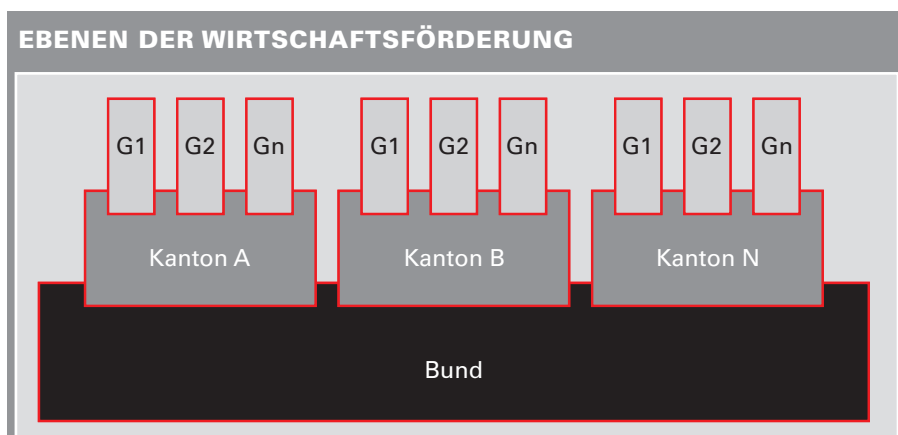 EBENEN DER WIRTSCHAFTSFÖRDERUNG
G1 G2 Gn G1 G2 Gn G1 G2 Gn
Kanton A Kanton B Kanton N
Bund